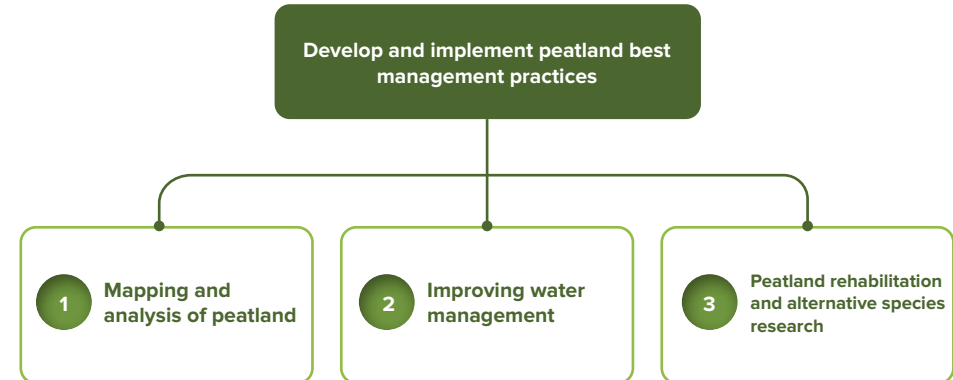 Develop and implement peatland best
management practices
1
Mapping and
analysis of peatland
2
Improving water
management
3
Peatland rehabilitation
and alternative species
research